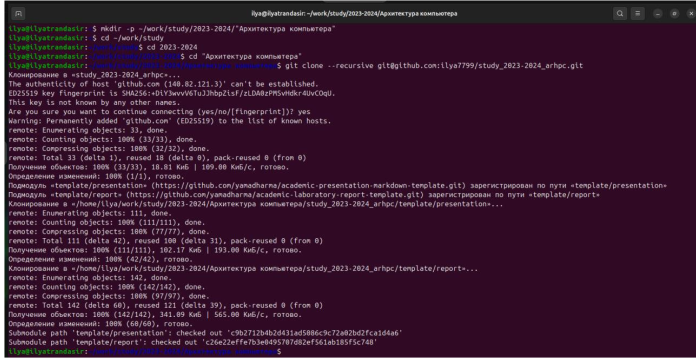 ilya@ilyatrandasir: ~/work/study/2023-2024/Архитектура компьютера
ilya@ilyatrandasir: $ mkdir -p ~/work/study/2023-2024/"Архитектура компьютера"
ilya@ilyatrandasir: $ cd ~/work/study
ilya@ilyatrandasir: $ cd 2023-2024
ilya@ilyatrandasir: $ cd "Архитектура компьютера"
ilya@ilyatrandasir: $ git clone --recursive git@github.com:ilya7799/study_2023-2024_arhpc.git
Клонирование в «study_2023-2024_arhpc»...
The authenticity of host 'github.com (140.82.121.3)' can't be established.
ED25519 key fingerprint is SHA256:+DiY3wvvV6TuJJhbpZisF/zLDA0zPMSvHdkr4UvCOqU.
This key is not known by any other names.
Are you sure you want to continue connecting (yes/no/[fingerprint])? yes
Warning: Permanently added 'github.com' (ED25519) to the list of known hosts.
remote: Enumerating objects: 33, done.
remote: Counting objects: 100% (33/33), done.
remote: Compressing objects: 100% (32/32), done.
remote: Total 33 (delta 1), reused 18 (delta 0), pack-reused 0 (from 0)
Получение объектов: 100% (33/33), 18.81 КиБ | 109.00 КиБ/с, готово.
Определение изменений: 100% (1/1), готово.
Подмодуль «template/presentation» (https://github.com/yamadharma/academic-presentation-markdown-template.git) зарегистрирован по пути «template/presentation»
Подмодуль «template/report» (https://github.com/yamadharma/academic-laboratory-report-template.git) зарегистрирован по пути «template/report»
Клонирование в «/home/ilya/work/study/2023-2024/Архитектура компьютера/study_2023-2024_arhpc/template/presentation»...
remote: Enumerating objects: 111, done.
remote: Counting objects: 100% (111/111), done.
remote: Compressing objects: 100% (77/77), done.
remote: Total 111 (delta 42), reused 100 (delta 31), pack-reused 0 (from 0)
Получение объектов: 100% (111/111), 102.17 КиБ | 193.00 КиБ/с, готово.
Определение изменений: 100% (42/42), готово.
Клонирование в «/home/ilya/work/study/2023-2024/Архитектура компьютера/study_2023-2024_arhpc/template/report»...
remote: Enumerating objects: 142, done.
remote: Counting objects: 100% (142/142), done.
remote: Compressing objects: 100% (97/97), done.
remote: Total 142 (delta 60), reused 121 (delta 39), pack-reused 0 (from 0)
Получение объектов: 100% (142/142), 341.09 КиБ | 565.00 КиБ/с, готово.
Определение изменений: 100% (60/60), готово.
Submodule path 'template/presentation': checked out 'c9b2712b4b2d431ad5086c9c72a02bd2fca1d4a6'
Submodule path 'template/report': checked out 'c26e22effe7b3e0495707d82ef561ab185f5c748'
ilya@ilyatrandasir: $